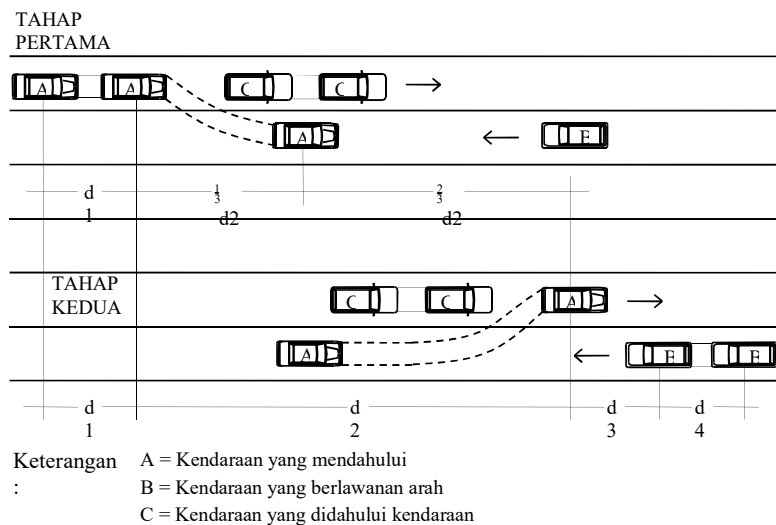 TAHAP
PERTAMA
A A C C
A
d 1/3 2/3
1 d2 d2
TAHAP
KEDUA
C C A
A
d d d d
1 2 3 4
Keterangan A = Kendaraan yang mendahului
: B = Kendaraan yang berlawanan arah
C = Kendaraan yang didahului kendaraan